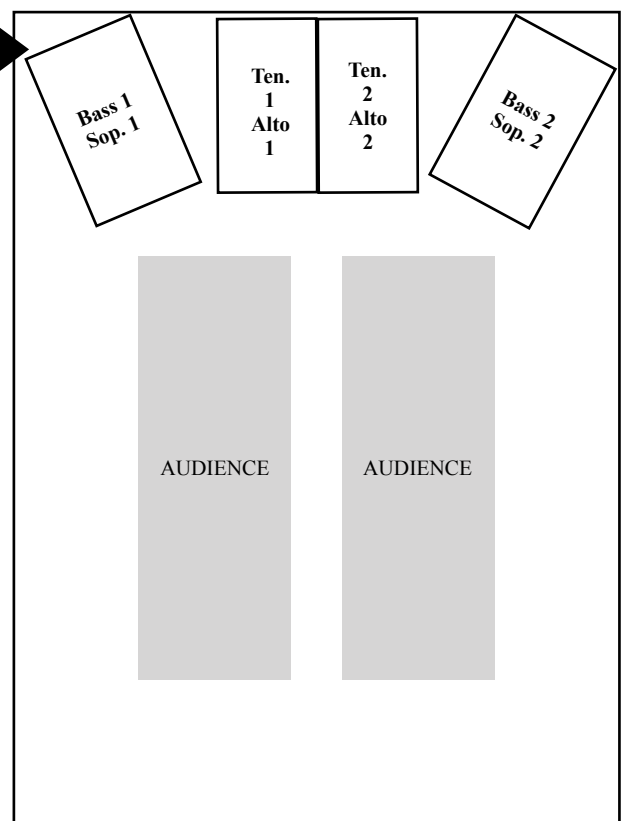 Bass 1
Sop. 1
Ten.
1
Alto
1
Ten.
2
Alto
2
Bass 2
Sop. 2
AUDIENCE
AUDIENCE